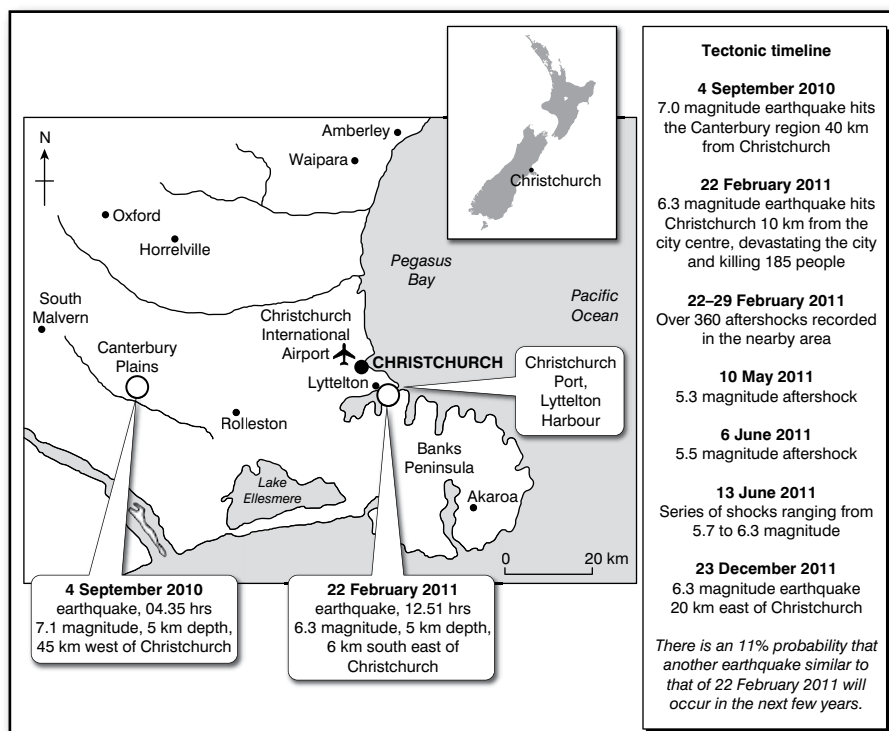 N
Amberley
Waipara
Oxford
Horrelville
South
Malvern
Canterbury
Plains
Christchurch
International
Airport
CHRISTCHURCH
Lyttelton
Rolleston
Lake
Ellesmere
Banks
Peninsula
Akaroa
Pegasus
Bay
Pacific
Ocean
Christchurch
Christchurch
Port,
Lyttelton
Harbour
0 20 km
4 September 2010
earthquake, 04.35 hrs
7.1 magnitude, 5 km depth,
45 km west of Christchurch
22 February 2011
earthquake, 12.51 hrs
6.3 magnitude, 5 km depth,
6 km south east of
Christchurch
Tectonic timeline
4 September 2010
7.0 magnitude earthquake hits
the Canterbury region 40 km
from Christchurch
22 February 2011
6.3 magnitude earthquake hits
Christchurch 10 km from the
city centre, devastating the city
and killing 185 people
22–29 February 2011
Over 360 aftershocks recorded
in the nearby area
10 May 2011
5.3 magnitude aftershock
6 June 2011
5.5 magnitude aftershock
13 June 2011
Series of shocks ranging from
5.7 to 6.3 magnitude
23 December 2011
6.3 magnitude earthquake
20 km east of Christchurch
There is an 11% probability that
another earthquake similar to
that of 22 February 2011 will
occur in the next few years.